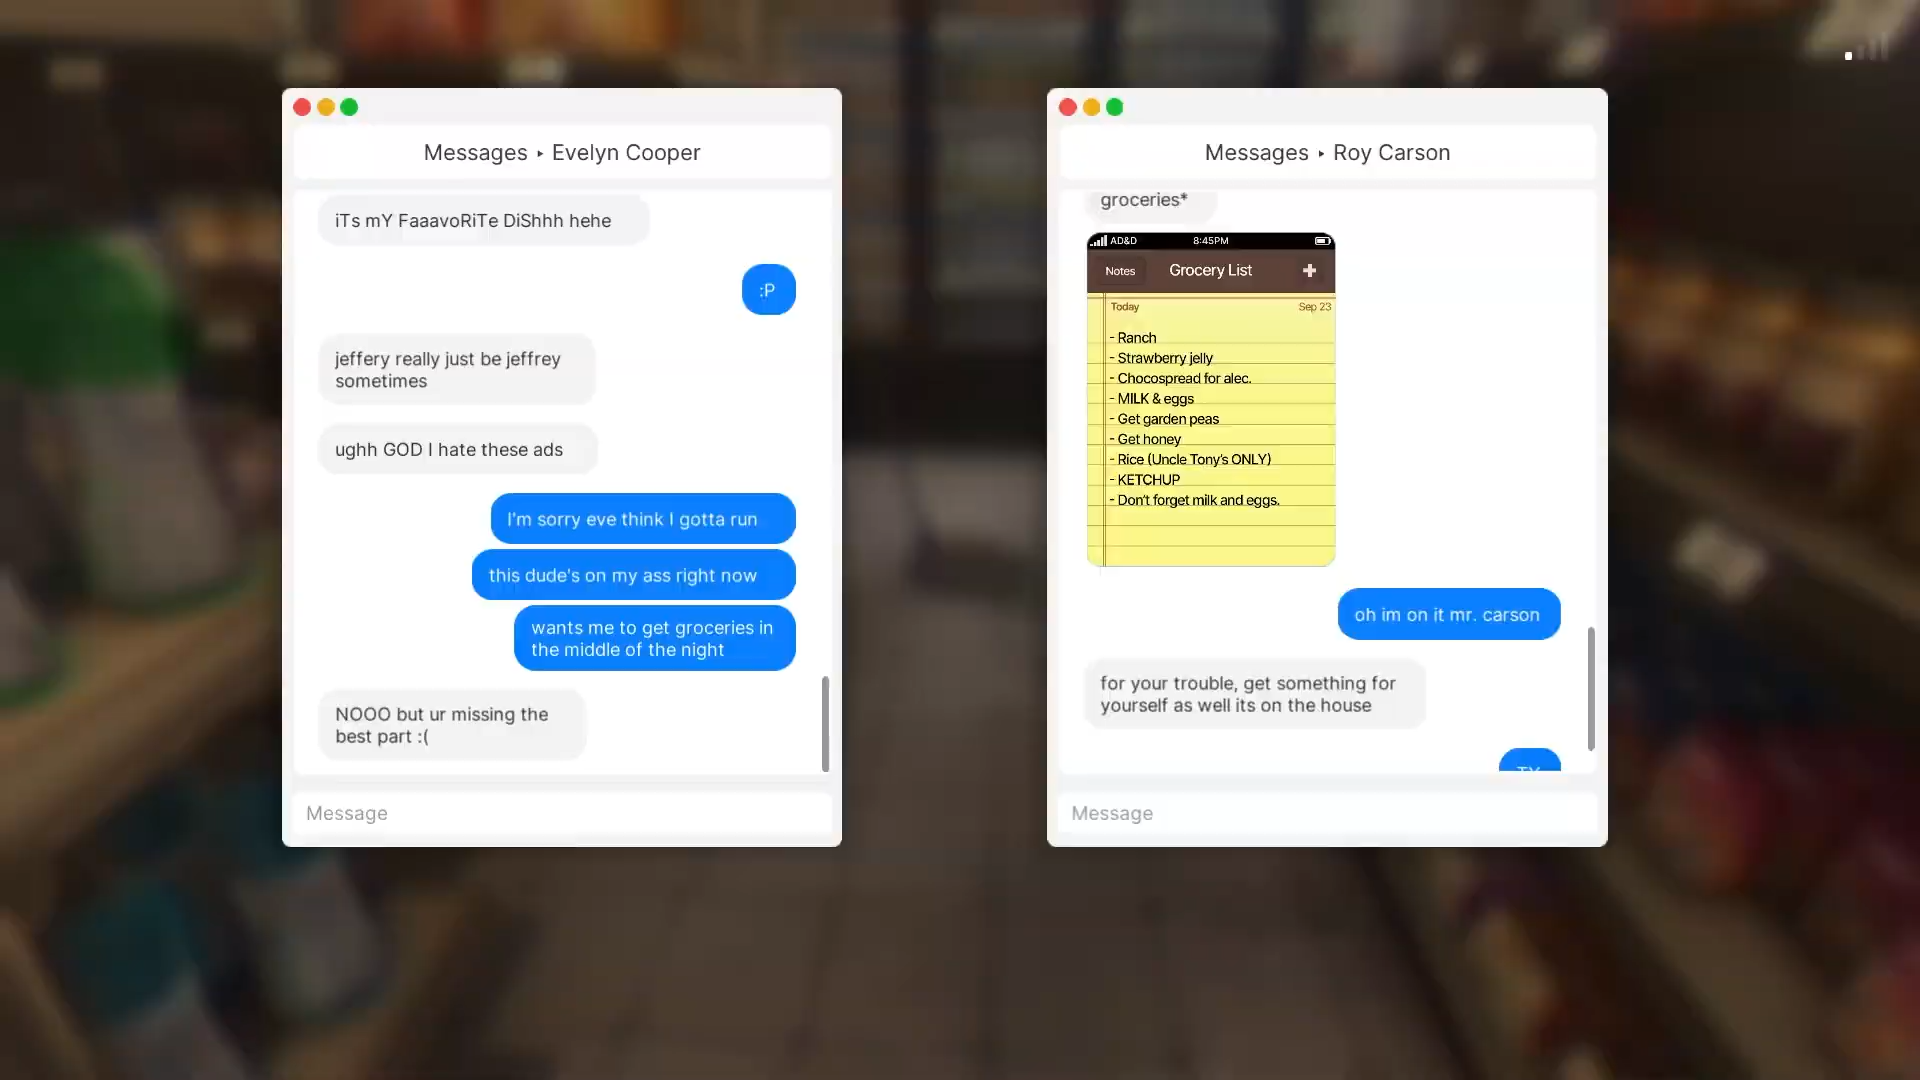 Messages ‣ Evelyn Cooper
iTs mY FaaavoRiTe DiShhh hehe
:P
jeffery really just be jeffrey
sometimes
ughh GOD I hate these ads
I'm sorry eve think I gotta run
this dude's on my ass right now
wants me to get groceries in
the middle of the night
NOOO but ur missing the
best part :(
Message
Messages ‣ Roy Carson
groceries*
AD&D 8:45PM
Notes Grocery List +
Today Sep 23
- Ranch
- Strawberry jelly
- Chocospread for alec.
- MILK & eggs
- Get garden peas
- Get honey
- Rice (Uncle Tony's ONLY)
- KETCHUP
- Don't forget milk and eggs.
oh im on it mr. carson
for your trouble, get something for
yourself as well its on the house
Message